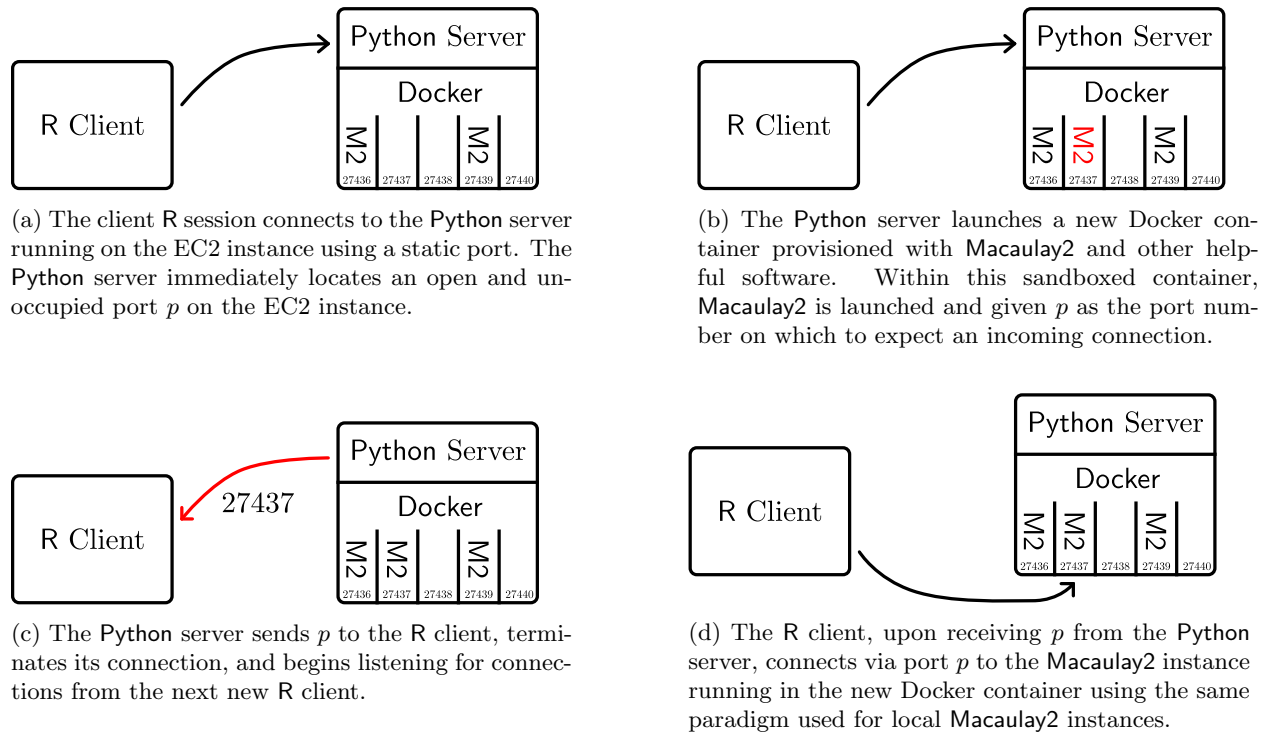 Python Server
R Client
Docker
M2
M2
27436 27437 27438 27439 27440
(a) The client R session connects to the Python server
running on the EC2 instance using a static port. The
Python server immediately locates an open and un-
occupied port p on the EC2 instance.
Python Server
R Client
Docker
M2
M2
M2
27436 27437 27438 27439 27440
(b) The Python server launches a new Docker con-
tainer provisioned with Macaulay2 and other help-
ful software. Within this sandboxed container,
Macaulay2 is launched and given p as the port num-
ber on which to expect an incoming connection.
Python Server
27437
R Client
Docker
M2
M2
M2
27436 27437 27438 27439 27440
(c) The Python server sends p to the R client, termi-
nates its connection, and begins listening for connec-
tions from the next new R client.
Python Server
R Client
Docker
M2
M2
M2
27436 27437 27438 27439 27440
(d) The R client, upon receiving p from the Python
server, connects via port p to the Macaulay2 instance
running in the new Docker container using the same
paradigm used for local Macaulay2 instances.